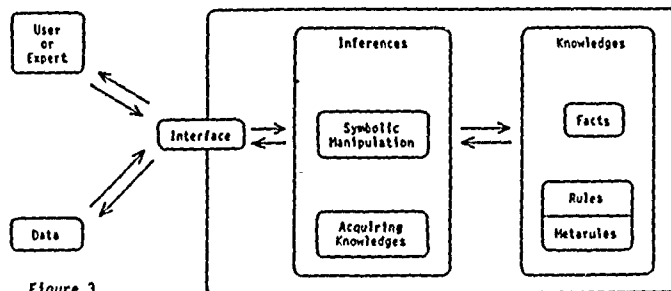 User
or
Expert
Inferences
Knowledges
Interface
Symbolic
Manipulation
Facts
Rules
Metarules
Data
Acquiring
Knowledges
Figure 3